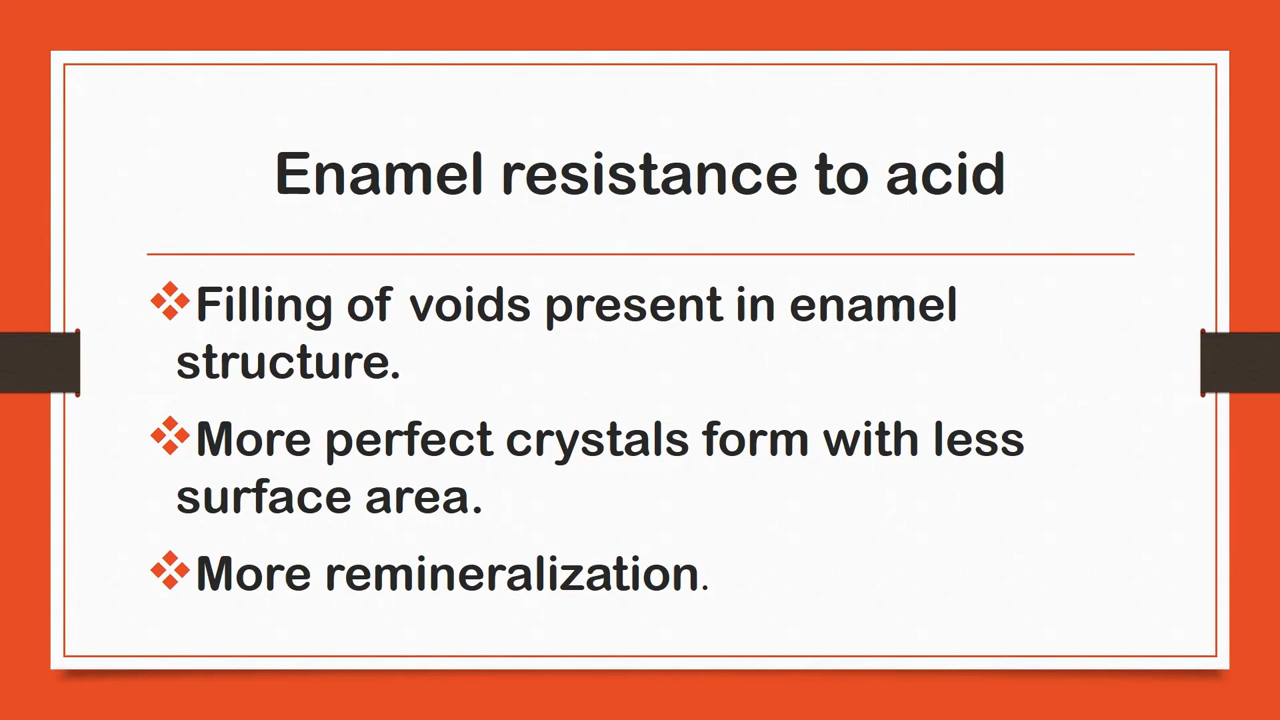 Enamel resistance to acid
❖Filling of voids present in enamel
structure.
❖More perfect crystals form with less
surface area.
❖More remineralization.